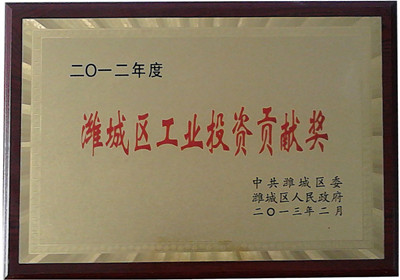 二〇一二年度
潍城区工业投资贡献奖
中共潍城区委
潍城区人民政府
二〇一三年二月